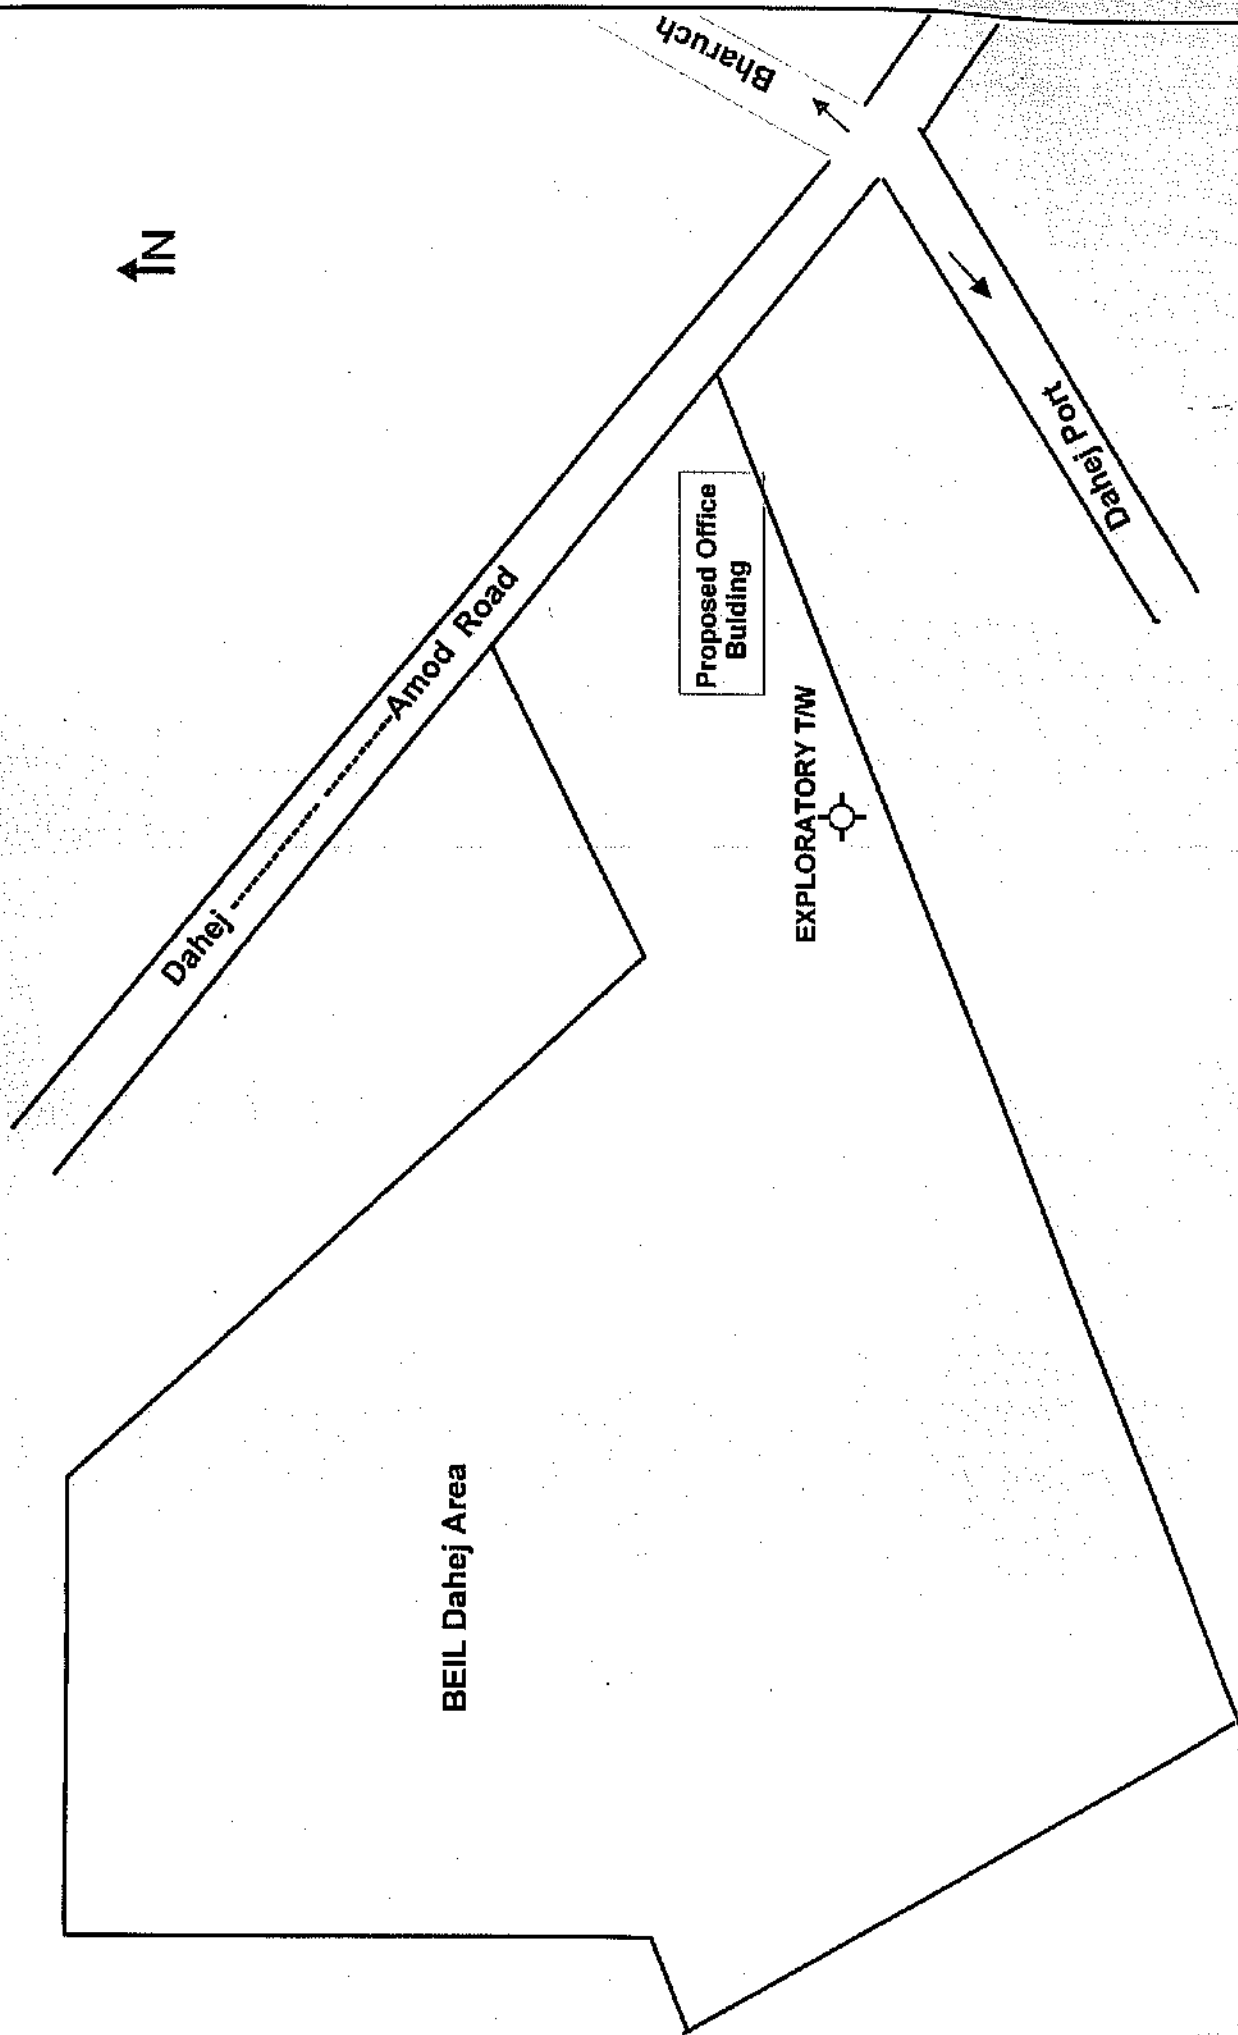 Bharuch
N
Dahej ---------- --------Amod Road
Dahej Port
Proposed Office
Bulding
EXPLORATORY T/W
BEIL Dahej Area